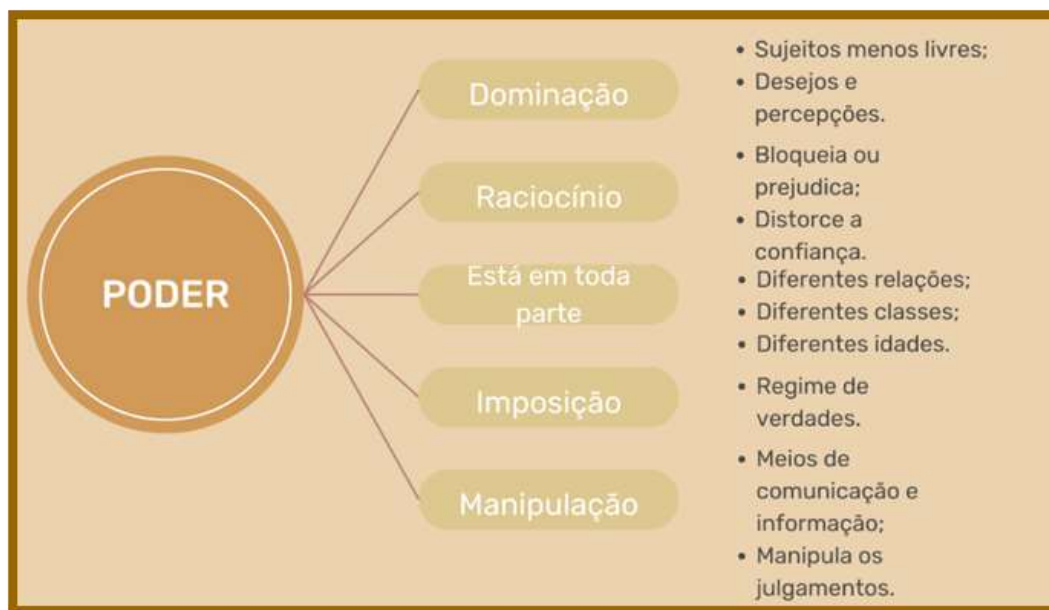 PODER
Dominação
• Sujeitos menos livres;
• Desejos e
percepções.
Raciocínio
• Bloqueia ou
prejudica;
• Distorce a
confiança.
Está em toda
parte
• Diferentes relações;
• Diferentes classes;
• Diferentes idades.
Imposição
• Regime de
verdades.
Manipulação
• Meios de
comunicação e
informação;
• Manipula os
julgamentos.